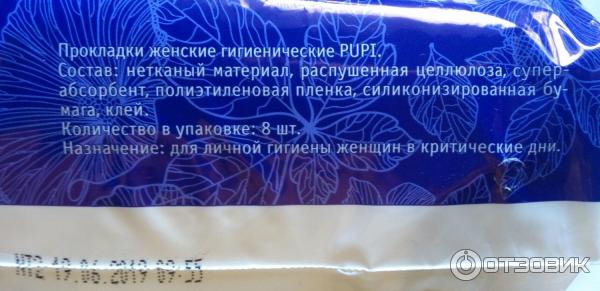 Прокладки женские гигиенические PUPI.
Состав: нетканый материал, распушенная целлюлоза, супер-
абсорбент, полиэтиленовая пленка, силиконизированная бу-
мага, клей.
Количество в упаковке: 8 шт.
Назначение: для личной гигиены женщин в критические дни.
НТ2 19.06.2019 09:55
ОТЗОВИК